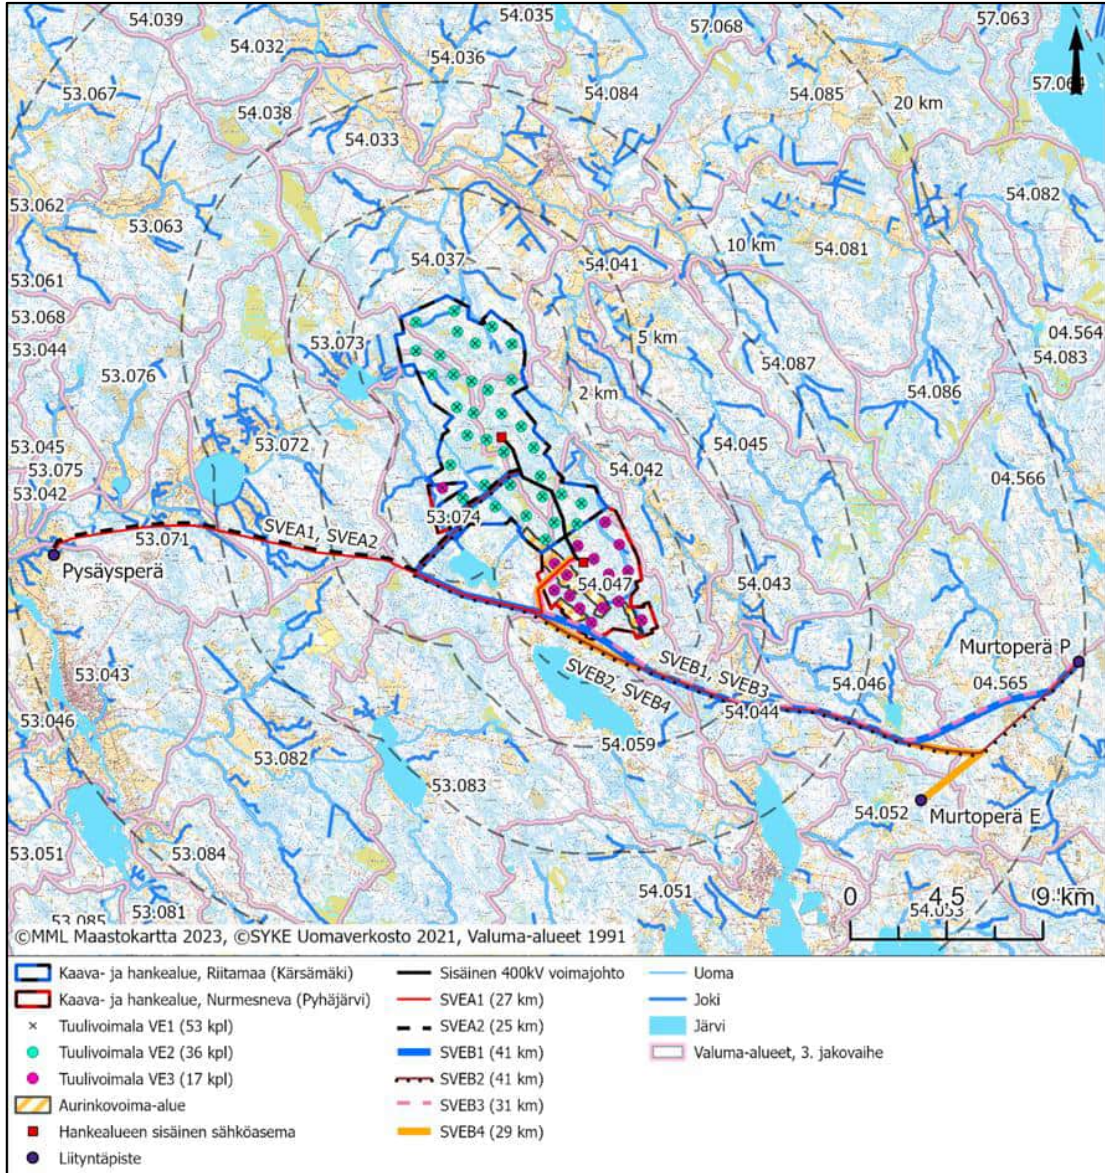 54.039
54.035
57.063
54.032
57.068
54.036
53.067
54.084
54.085
57.064
20 km
54.038
54.033
53.062
54.082
53.063
10 km
54.081
54.037
54.041
53.061
53.068
5 km
04.564
53.044
53.073
54.083
53.076
54.087
54.086
2 km
53.045
53.072
54.045
53.075
54.042
04.566
53.042
53.074
SVEA1, SVEA2
53.071
Pysäysperä
54.047
54.043
Murtoperä P
53.043
SVEB1, SVEB3
04.565
SVEB2, SVEB4
54.046
54.044
53.046
54.059
53.082
53.083
54.052
Murtoperä E
53.051
53.084
54.051
0 4.5 9 km
53.085
53.081
54.053
©MML Maastokartta 2023, ©SYKE Uomaverkosto 2021, Valuma-alueet 1991
Kaava- ja hankealue, Riitamaa (Kärsämäki)
Kaava- ja hankealue, Nurmesneva (Pyhäjärvi)
Tuulivoimala VE1 (53 kpl)
Tuulivoimala VE2 (36 kpl)
Tuulivoimala VE3 (17 kpl)
Aurinkovoima-alue
Hankealueen sisäinen sähköasema
Liityntäpiste
Sisäinen 400kV voimajohto
SVEA1 (27 km)
SVEA2 (25 km)
SVEB1 (41 km)
SVEB2 (41 km)
SVEB3 (31 km)
SVEB4 (29 km)
Uoma
Joki
Järvi
Valuma-alueet, 3. jakovaihe